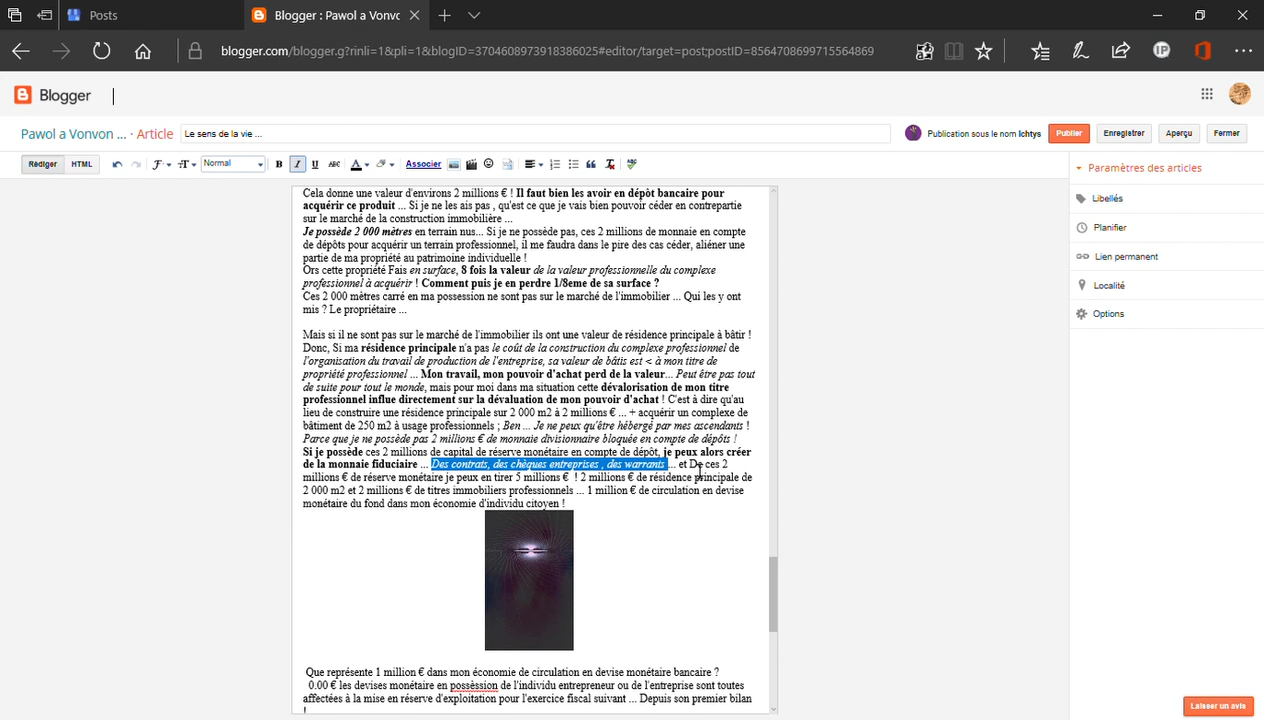 Posts
Blogger : Pawol a Vonvo
blogger.com/blogger.g?rinli=1&pli=1&blogID=3704608973918386025#editor/target=post;postID=8564708699715564869
Blogger
Pawol a Vonvon ... · Article
Le sens de la vie ...
Publication sous le nom Ichtys
Publier
Enregistrer
Aperçu
Fermer
Rédiger
HTML
Normal
B
I
U
ABC
A
Associer
Paramètres des articles
Libellés
Planifier
Lien permanent
Localité
Options
Cela donne une valeur d'environs 2 millions € ! Il faut bien les avoir en dépôt bancaire pour
acquérir ce produit ... Si je ne les ais pas , qu'est ce que je vais bien pouvoir céder en contrepartie
sur le marché de la construction immobilière ...
Je possède 2 000 mètres en terrain nus... Si je ne possède pas, ces 2 millions de monnaie en compte
de dépôts pour acquérir un terrain professionnel, il me faudra dans le pire des cas céder, aliéner une
partie de ma propriété au patrimoine individuelle !
Ôrs cette propriété Fais en surface, 8 fois la valeur de la valeur professionnelle du complexe
professionnel à acquérir ! Comment puis je en perdre 1/8eme de sa surface ?
Ces 2 000 mètres carré en ma possession ne sont pas sur le marché de l'immobilier ... Qui les y ont
mis ? Le propriétaire ...
Mais si il ne sont pas sur le marché de l'immobilier ils ont une valeur de résidence principale à bâtir !
Donc, Si ma résidence principale n'a pas le coût de la construction du complexe professionnel de
l'organisation du travail de production de l'entreprise, sa valeur de bâtis est < à mon titre de
propriété professionnel ... Mon travail, mon pouvoir d'achat perd de la valeur... Peut être pas tout
de suite pour tout le monde, mais pour moi dans ma situation cette dévalorisation de mon titre
professionnel influe directement sur la dévaluation de mon pouvoir d'achat ! C'est à dire qu'au
lieu de construire une résidence principale sur 2 000 m2 à 2 millions € ... + acquérir un complexe de
bâtiment de 250 m2 à usage professionnels ; Ben ... Je ne peux qu'être hébergé par mes ascendants !
Parce que je ne possède pas 2 millions € de monnaie divisionnaire bloquée en compte de dépôts !
Si je possède ces 2 millions de capital de réserve monétaire en compte de dépôt, je peux alors créer
de la monnaie fiduciaire ... Des contrats, des chèques entreprises , des warrants ... et De ces 2
millions € de réserve monétaire je peux en tirer 5 millions € ! 2 millions € de résidence principale de
2 000 m2 et 2 millions € de titres immobiliers professionnels ... 1 million € de circulation en devise
monétaire du fond dans mon économie d'individu citoyen !
Que représente 1 million € dans mon économie de circulation en devise monétaire bancaire ?
0.00 € les devises monétaire en possèssion de l'individu entrepreneur ou de l'entreprise sont toutes
affectées à la mise en réserve d'exploitation pour l'exercice fiscal suivant ... Depuis son premier bilan
!
Laisser un avis